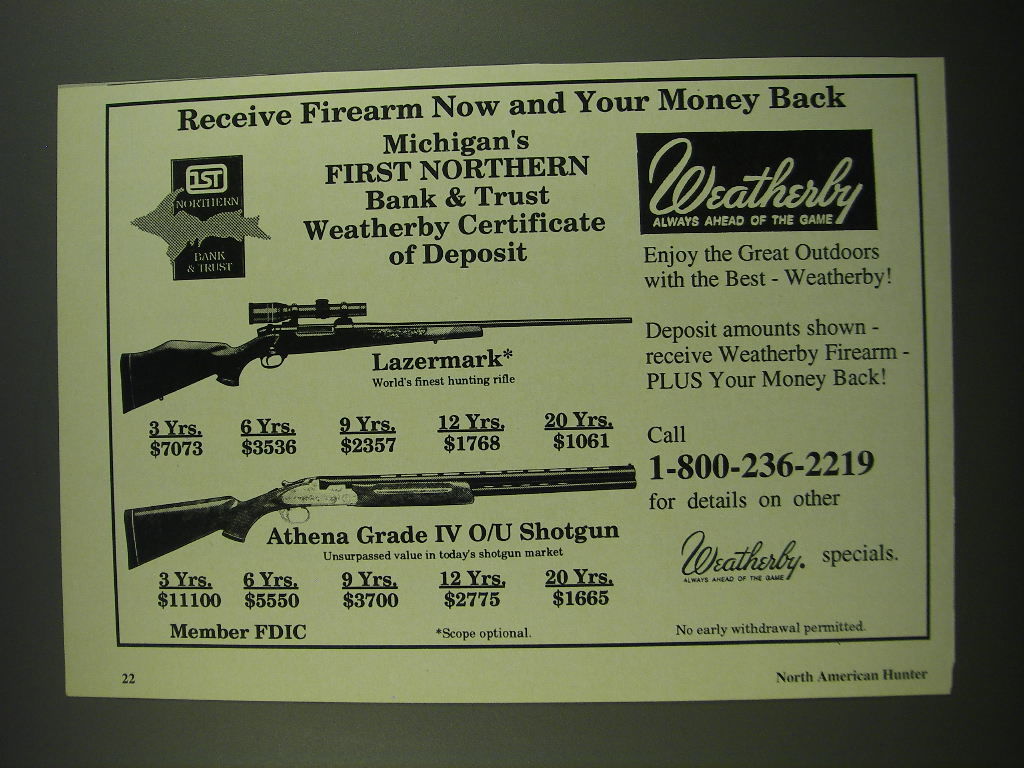 Receive Firearm Now and Your Money Back
Michigan's
FIRST NORTHERN
Bank & Trust
Weatherby Certificate
of Deposit
1ST
NORTHERN
BANK
& TRUST
Weatherby
ALWAYS AHEAD OF THE GAME
Enjoy the Great Outdoors
with the Best - Weatherby!
Deposit amounts shown -
receive Weatherby Firearm -
PLUS Your Money Back!
Call
1-800-236-2219
for details on other
Weatherby. specials.
ALWAYS AHEAD OF THE GAME
Lazermark*
World's finest hunting rifle
3 Yrs. 6 Yrs. 9 Yrs. 12 Yrs. 20 Yrs.
$7073 $3536 $2357 $1768 $1061
Athena Grade IV O/U Shotgun
Unsurpassed value in today's shotgun market
3 Yrs. 6 Yrs. 9 Yrs. 12 Yrs. 20 Yrs.
$11100 $5550 $3700 $2775 $1665
Member FDIC *Scope optional. No early withdrawal permitted.
22 North American Hunter